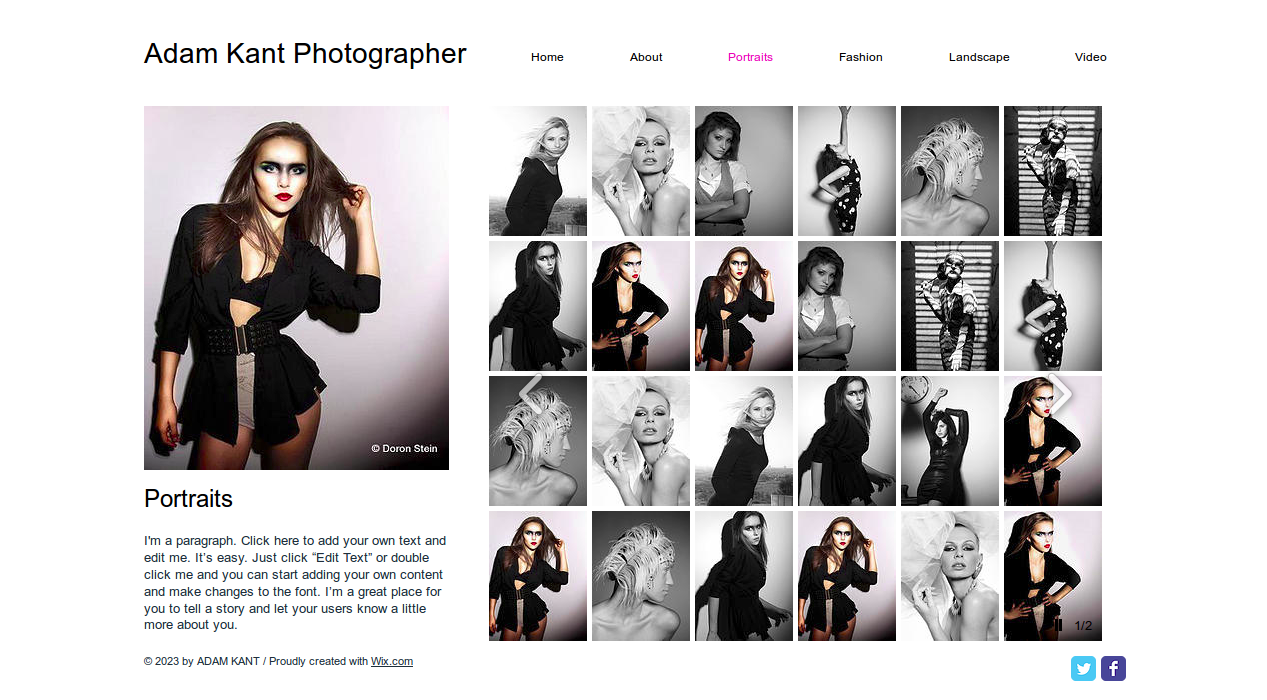 Adam Kant Photographer
Home About Portraits Fashion Landscape Video
© Doron Stein
Portraits
I'm a paragraph. Click here to add your own text and
edit me. It's easy. Just click “Edit Text” or double
click me and you can start adding your own content
and make changes to the font. I'm a great place for
you to tell a story and let your users know a little
more about you.
1/2
© 2023 by ADAM KANT / Proudly created with Wix.com